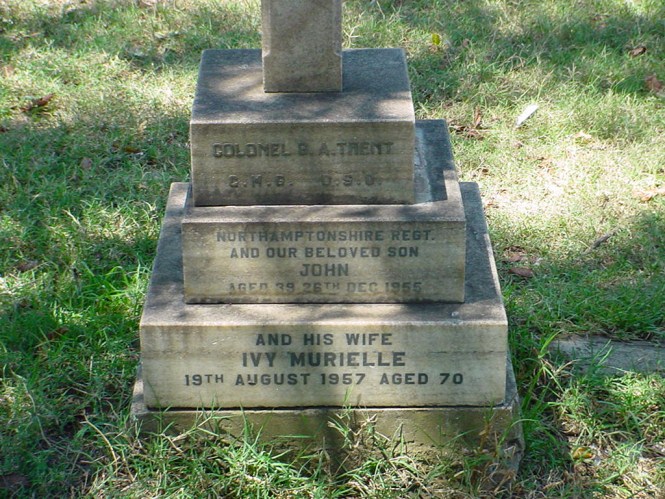 COLONEL G. A. TRENT
C.M.G. D.S.O.
NORTHAMPTONSHIRE REGT.
AND OUR BELOVED SON
JOHN
AGED 39 26TH DEC 1955
AND HIS WIFE
IVY MURIELLE
19TH AUGUST 1957 AGED 70